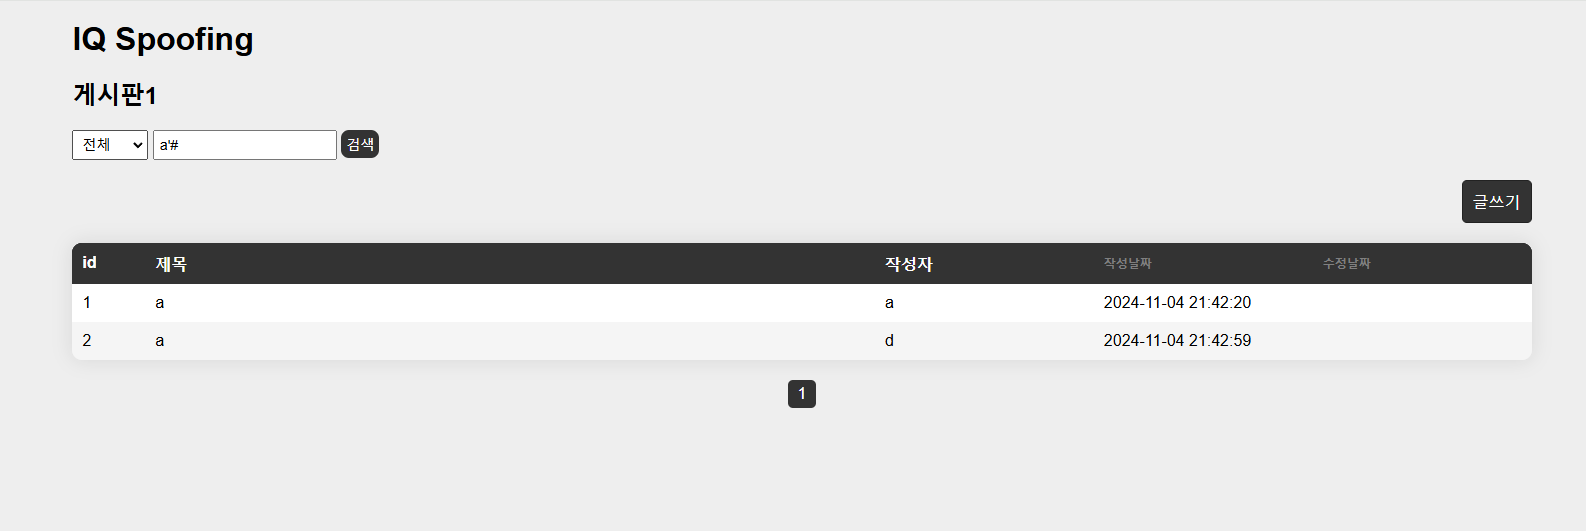 IQ Spoofing
게시판1
전체 a'# 검색
글쓰기
id 제목 작성자 작성날짜 수정날짜
1 a a 2024-11-04 21:42:20
2 a d 2024-11-04 21:42:59
1